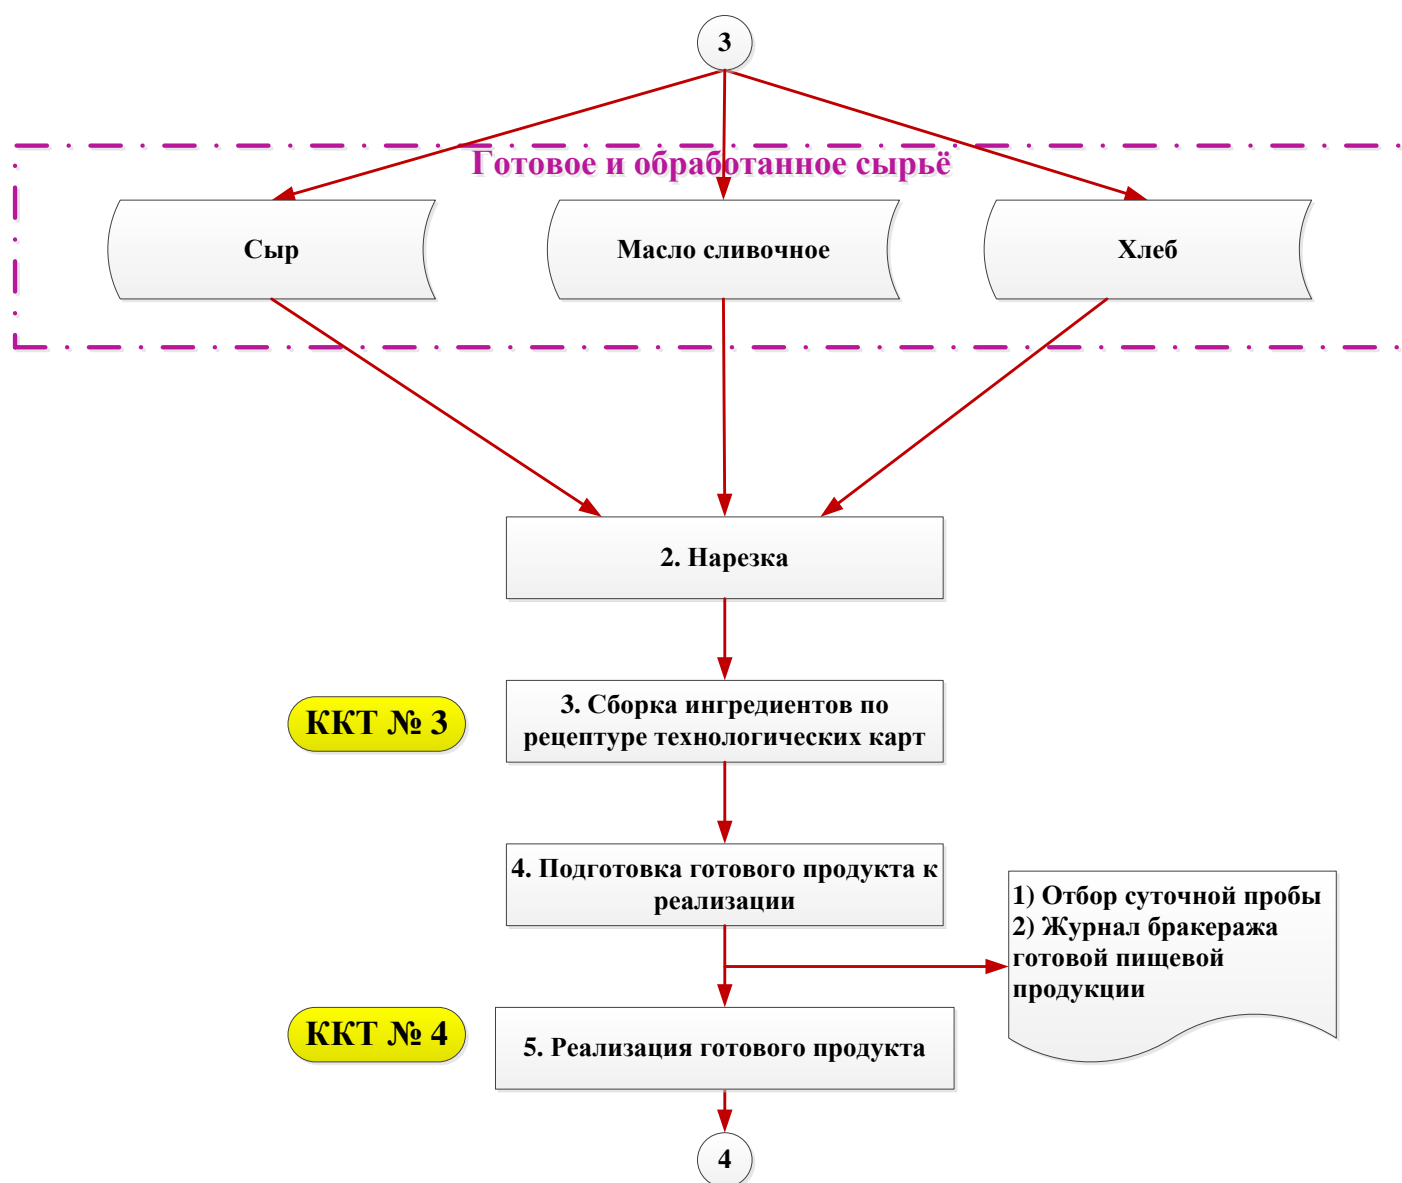 3
Готовое и обработанное сырьё
Сыр
Масло сливочное
Хлеб
2. Нарезка
ККТ № 3
3. Сборка ингредиентов по
рецептуре технологических карт
4. Подготовка готового продукта к
реализации
1) Отбор суточной пробы
2) Журнал бракеража
готовой пищевой
продукции
ККТ № 4
5. Реализация готового продукта
4